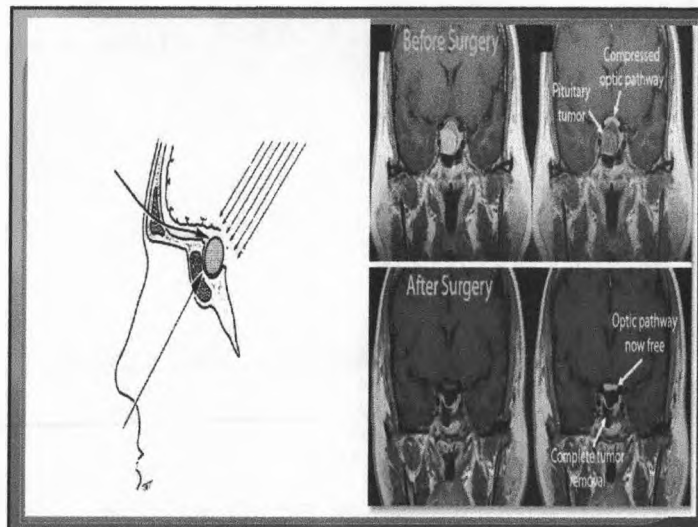 Before Surgery
Compressed
optic pathway
Pituitary
tumor
After Surgery
Optic pathway
now free
Complete tumor
removal